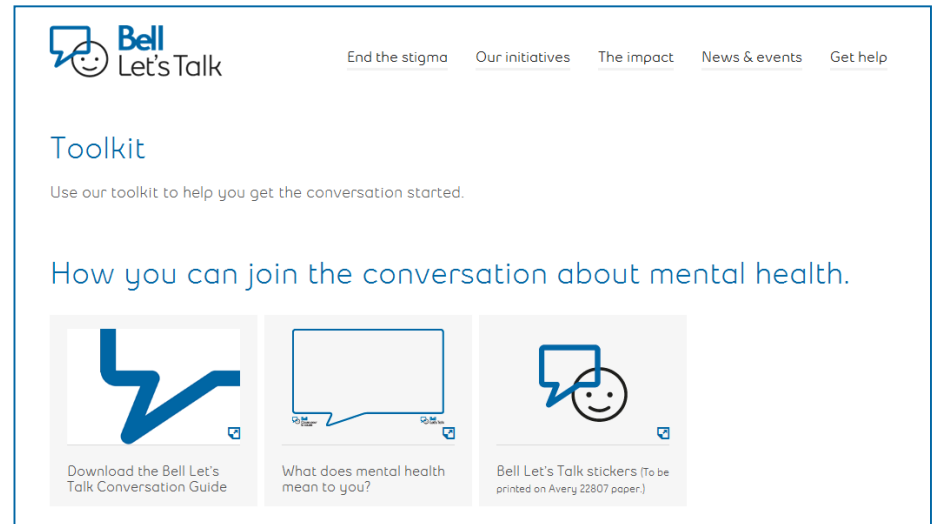 Bell
Let's Talk
End the stigma
Our initiatives
The impact
News & events
Get help
Toolkit
Use our toolkit to help you get the conversation started.
How you can join the conversation about mental health.
Download the Bell Let's
Talk Conversation Guide
What does mental health
mean to you?
Bell Let's Talk stickers (To be
printed on Avery 22807 paper.)